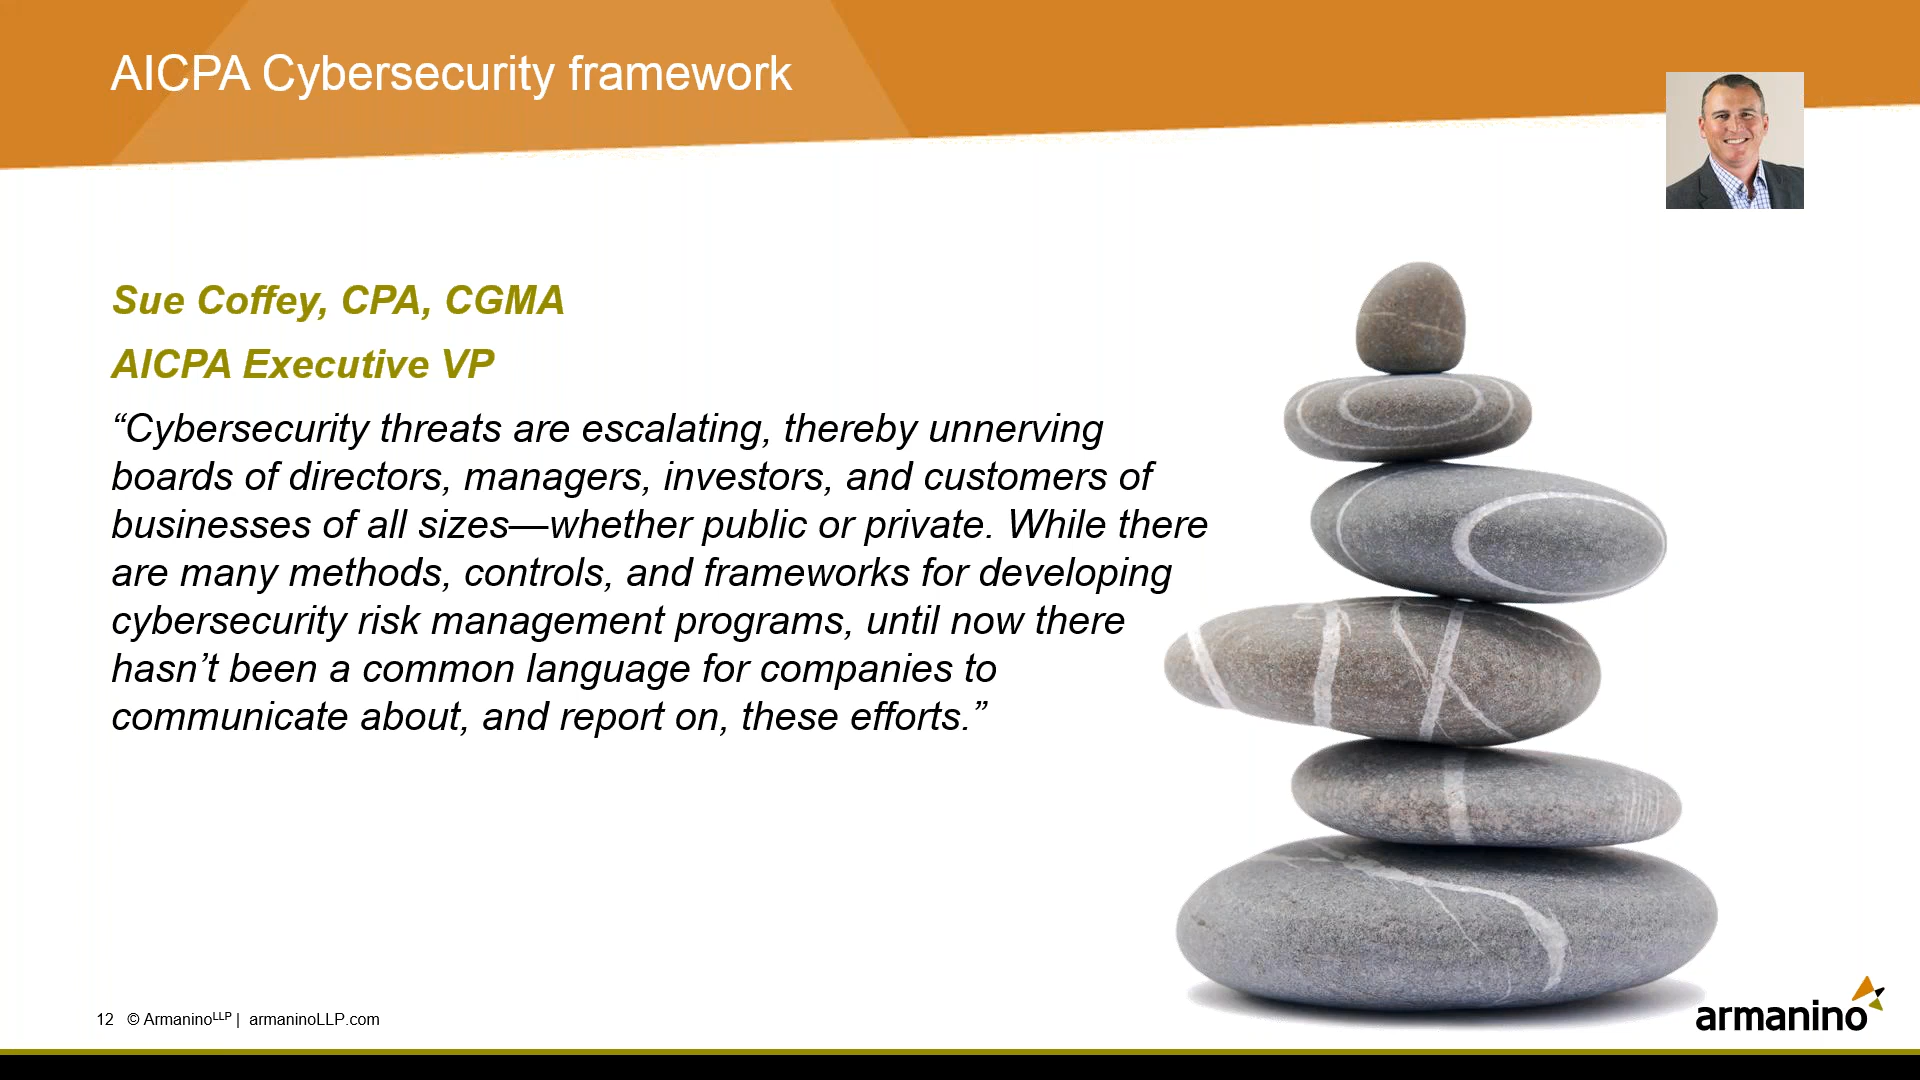 AICPA Cybersecurity framework
Sue Coffey, CPA, CGMA
AICPA Executive VP
“Cybersecurity threats are escalating, thereby unnerving
boards of directors, managers, investors, and customers of
businesses of all sizes—whether public or private. While there
are many methods, controls, and frameworks for developing
cybersecurity risk management programs, until now there
hasn’t been a common language for companies to
communicate about, and report on, these efforts.”
12 © ArmaninoLLP | armaninoLLP.com
armanino